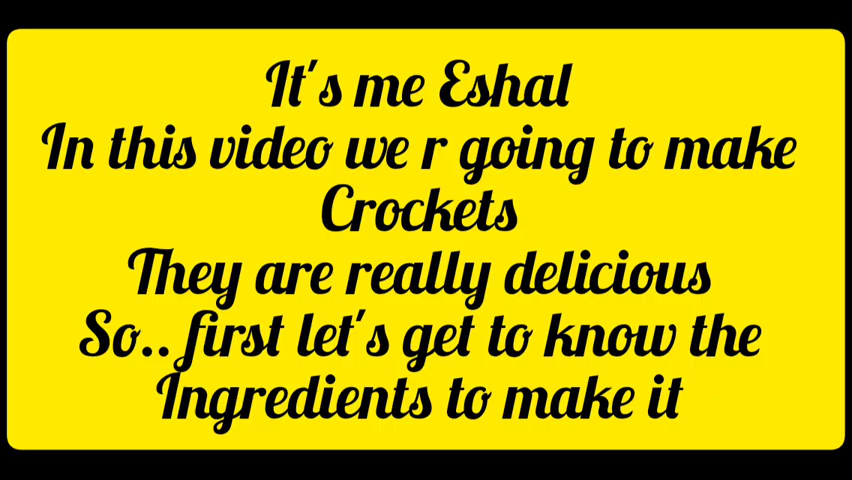 It's me Eshal
In this video we r going to make
Crockets
They are really delicious
So.. first let's get to know the
Ingredients to make it